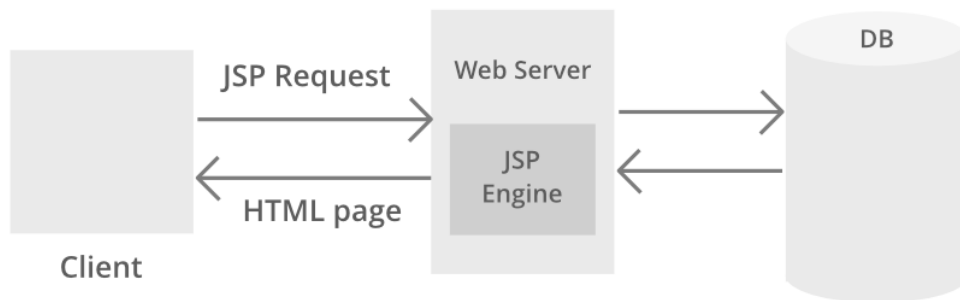 JSP Request
Web Server
DB
JSP
Engine
HTML page
Client